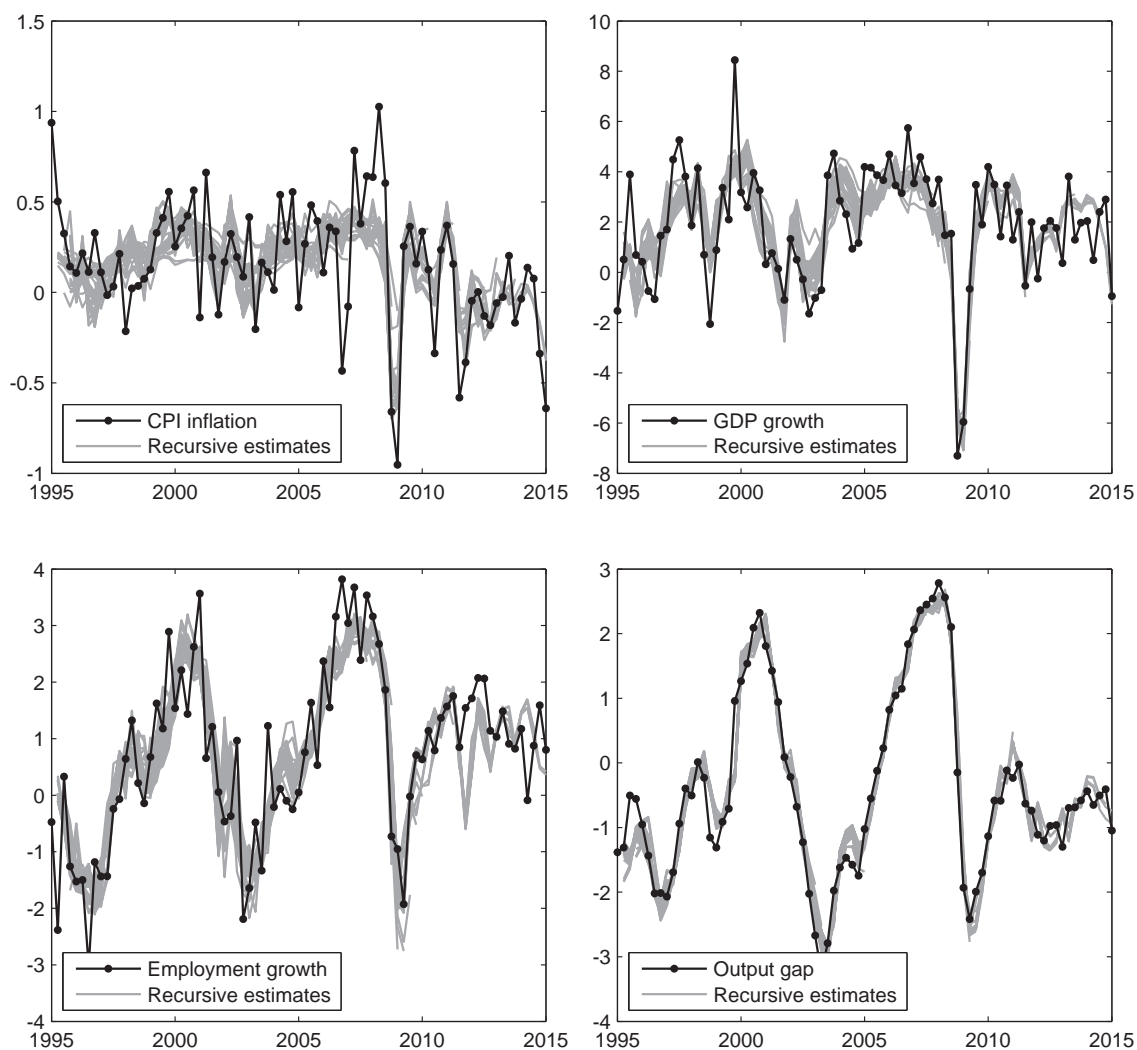 1.5
1
0.5
0
-0.5
-1
1995 2000 2005 2010 2015
CPI inflation
Recursive estimates
10
8
6
4
2
0
-2
-4
-6
-8
1995 2000 2005 2010 2015
GDP growth
Recursive estimates
4
3
2
1
0
-1
-2
-3
-4
1995 2000 2005 2010 2015
Employment growth
Recursive estimates
3
2
1
0
-1
-2
-3
-4
1995 2000 2005 2010 2015
Output gap
Recursive estimates